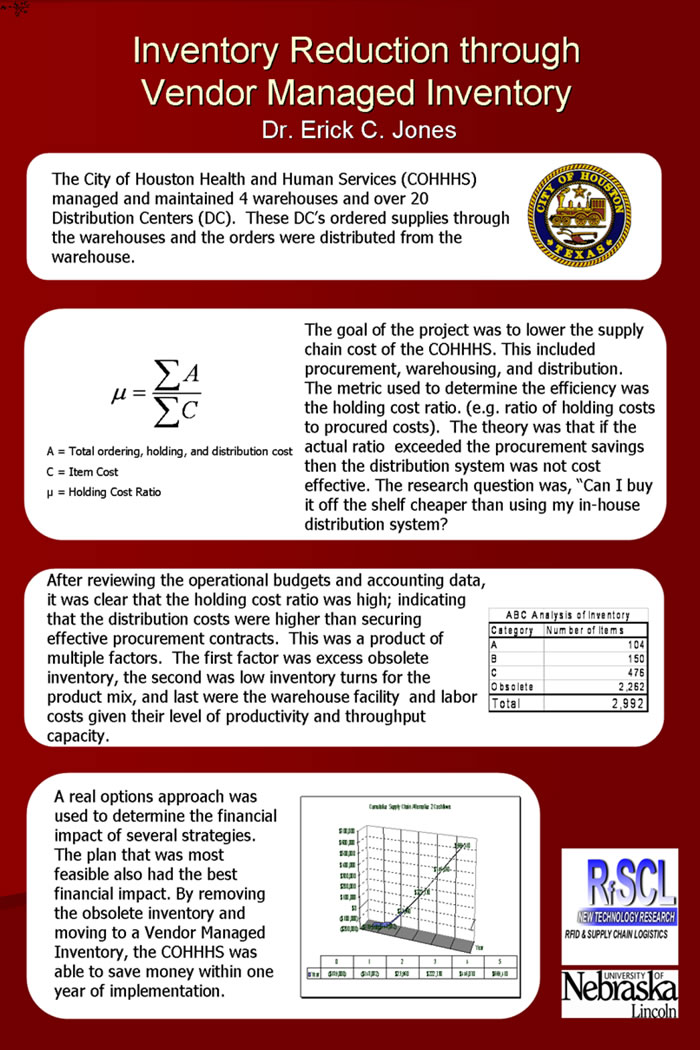 Inventory Reduction through
Vendor Managed Inventory
Dr. Erick C. Jones
The City of Houston Health and Human Services (COHHHS)
managed and maintained 4 warehouses and over 20
Distribution Centers (DC).  These DC's ordered supplies through
the warehouses and the orders were distributed from the
warehouse.
CITY OF HOUSTON
TEXAS
μ = ∑A / ∑C
A = Total ordering, holding, and distribution cost
C = Item Cost
μ = Holding Cost Ratio
The goal of the project was to lower the supply
chain cost of the COHHHS. This included
procurement, warehousing, and distribution.
The metric used to determine the efficiency was
the holding cost ratio. (e.g. ratio of holding costs
to procured costs).  The theory was that if the
actual ratio  exceeded the procurement savings
then the distribution system was not cost
effective. The research question was, “Can I buy
it off the shelf cheaper than using my in-house
distribution system?
After reviewing the operational budgets and accounting data,
it was clear that the holding cost ratio was high; indicating
that the distribution costs were higher than securing
effective procurement contracts.  This was a product of
multiple factors.  The first factor was excess obsolete
inventory, the second was low inventory turns for the
product mix, and last were the warehouse facility  and labor
costs given their level of productivity and throughput
capacity.
ABC Analysis of Inventory
Category Number of Items
A 104
B 150
C 476
Obsolete 2,262
Total 2,992
A real options approach was
used to determine the financial
impact of several strategies.
The plan that was most
feasible also had the best
financial impact. By removing
the obsolete inventory and
moving to a Vendor Managed
Inventory, the COHHHS was
able to save money within one
year of implementation.
Supply Chain Alternative 2 Cashflows
Year
0 1 2 3 4 5
RfSCL
NEW TECHNOLOGY RESEARCH
RFID & SUPPLY CHAIN LOGISTICS
UNIVERSITY OF
Nebraska
Lincoln